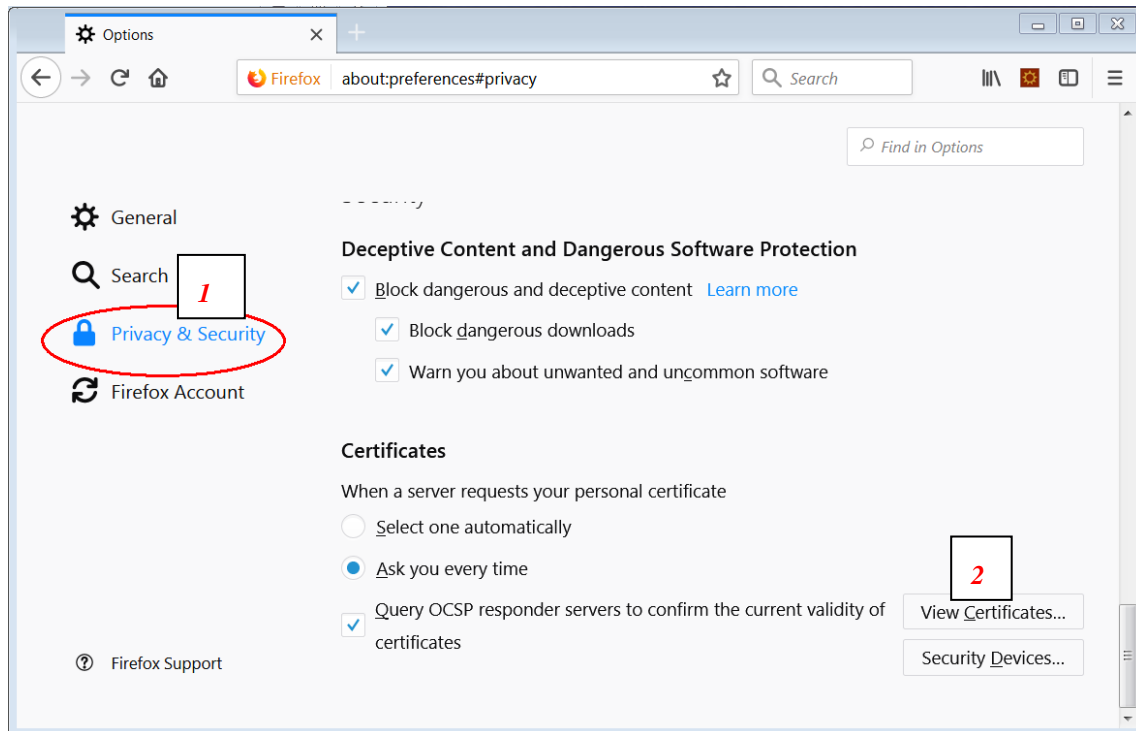 Options
Firefox
about:preferences#privacy
Search
Find in Options
General
Search
1
Privacy & Security
Firefox Account
Firefox Support
Security
Deceptive Content and Dangerous Software Protection
Block dangerous and deceptive content Learn more
Block dangerous downloads
Warn you about unwanted and uncommon software
Certificates
When a server requests your personal certificate
Select one automatically
Ask you every time
Query OCSP responder servers to confirm the current validity of
certificates
2
View Certificates...
Security Devices...